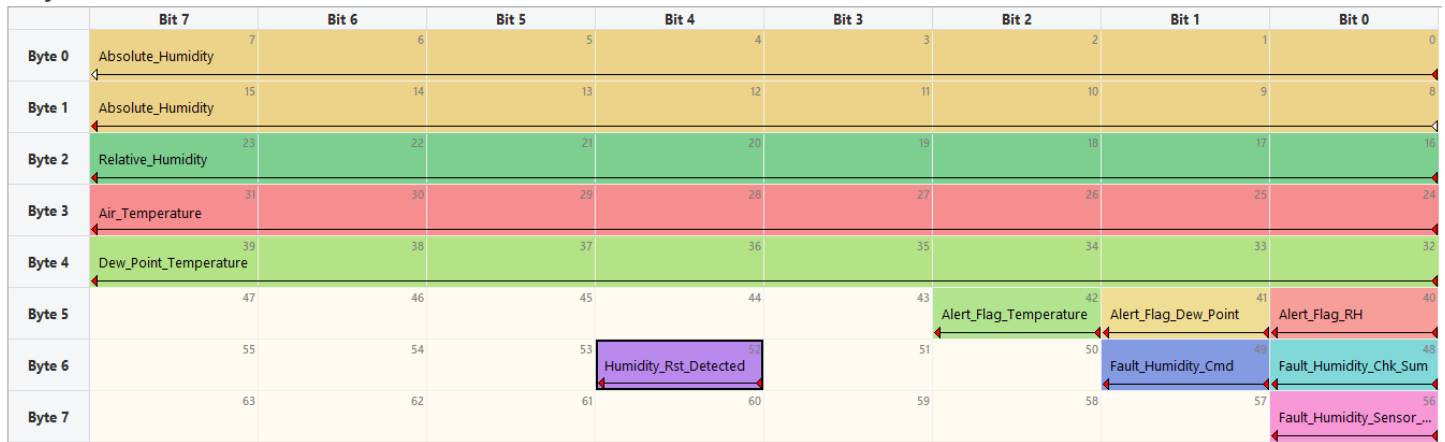 Bit 7 Bit 6 Bit 5 Bit 4 Bit 3 Bit 2 Bit 1 Bit 0
7 6 5 4 3 2 1 0
Byte 0 Absolute_Humidity
15 14 13 12 11 10 9 8
Byte 1 Absolute_Humidity
23 22 21 20 19 18 17 16
Byte 2 Relative_Humidity
31 30 29 28 27 26 25 24
Byte 3 Air_Temperature
39 38 37 36 35 34 33 32
Byte 4 Dew_Point_Temperature
47 46 45 44 43 42 41 40
Byte 5 Alert_Flag_Temperature Alert_Flag_Dew_Point Alert_Flag_RH
55 54 53 52 51 50 49 48
Byte 6 Humidity_Rst_Detected Fault_Humidity_Cmd Fault_Humidity_Chk_Sum
63 62 61 60 59 58 57 56
Byte 7 Fault_Humidity_Sensor_...